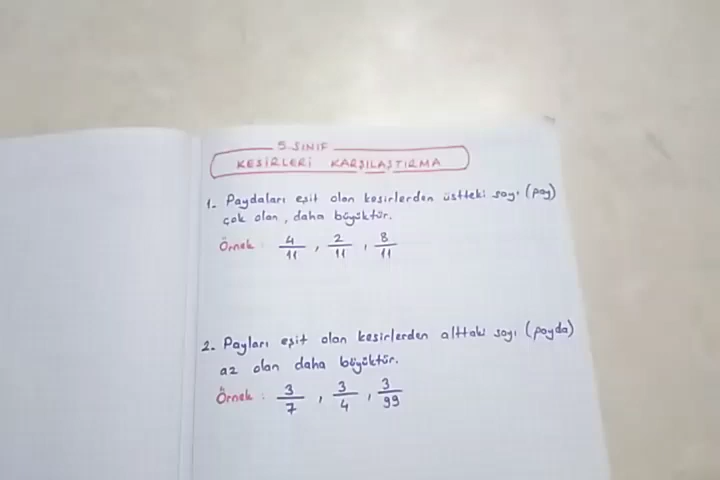 5.SINIF
KESİRLERİ KARŞILAŞTIRMA
1. Paydaları eşit olan kesirlerden üstteki sayı (pay)
çok olan, daha büyüktür.
Örnek : 4/11 , 2/11 , 8/11
2. Payları eşit olan kesirlerden alttaki sayı (payda)
az olan daha büyüktür.
Örnek : 3/7 , 3/4 , 3/99